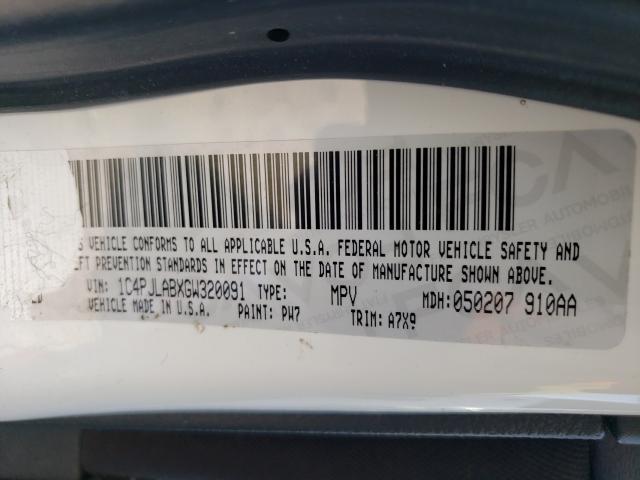 S VEHICLE CONFORMS TO ALL APPLICABLE U.S.A. FEDERAL MOTOR VEHICLE SAFETY AND
EFT PREVENTION STANDARDS IN EFFECT ON THE DATE OF MANUFACTURE SHOWN ABOVE.
VIN: 1C4PJLABXGW320091 TYPE: MPV MDH:050207 910AA
VEHICLE MADE IN U.S.A. PAINT: PW7 TRIM: A7X9